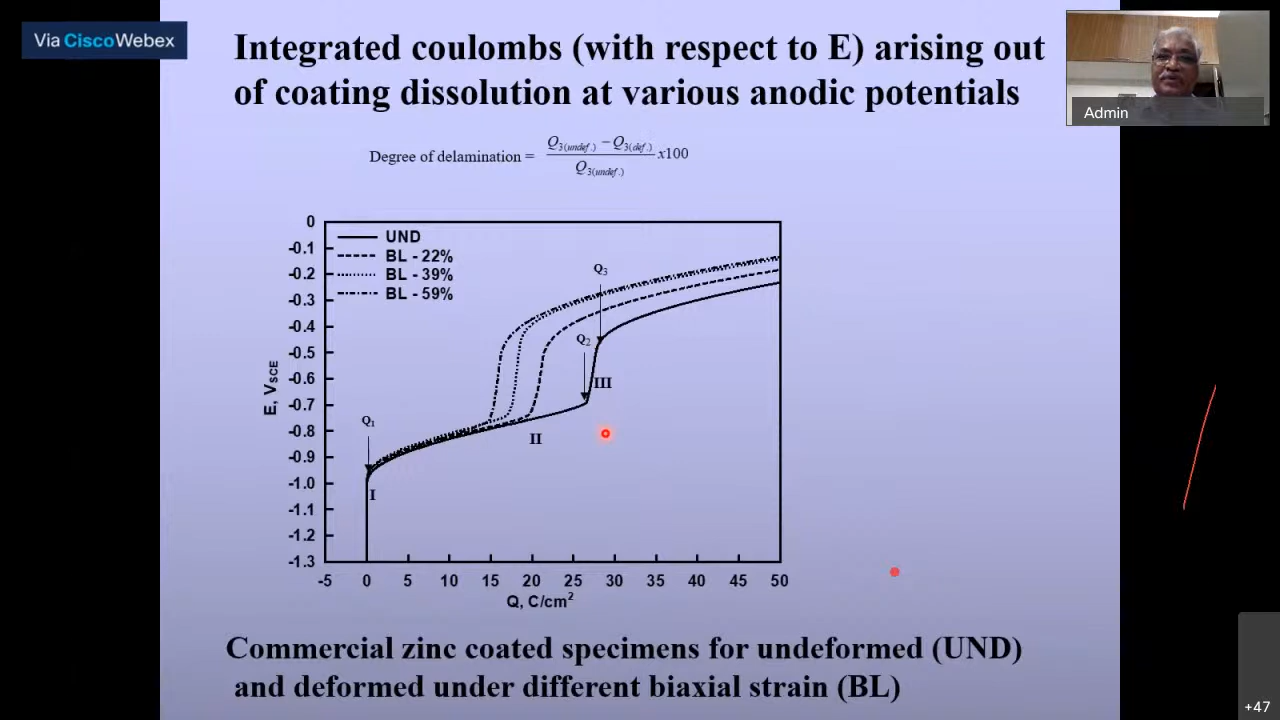 Via Cisco Webex
Integrated coulombs (with respect to E) arising out
of coating dissolution at various anodic potentials
Admin
Degree of delamination = Q3(undef.) − Q3(def.) / Q3(undef.) x100
UND
BL - 22%
BL - 39%
BL - 59%
0
-0.1
-0.2
-0.3
-0.4
-0.5
-0.6
-0.7
-0.8
-0.9
-1.0
-1.1
-1.2
-1.3
E, VSCE
Q1
Q2
Q3
I
II
III
-5 0 5 10 15 20 25 30 35 40 45 50
Q, C/cm2
Commercial zinc coated specimens for undeformed (UND)
and deformed under different biaxial strain (BL)
+47